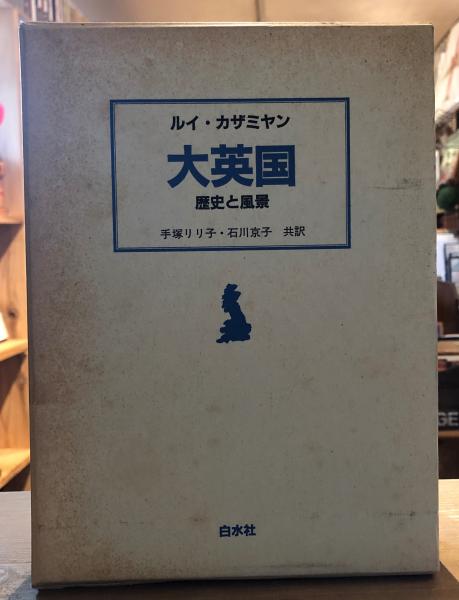 ルイ・カザミヤン
大英国
歴史と風景
手塚リリ子・石川京子 共訳
白水社